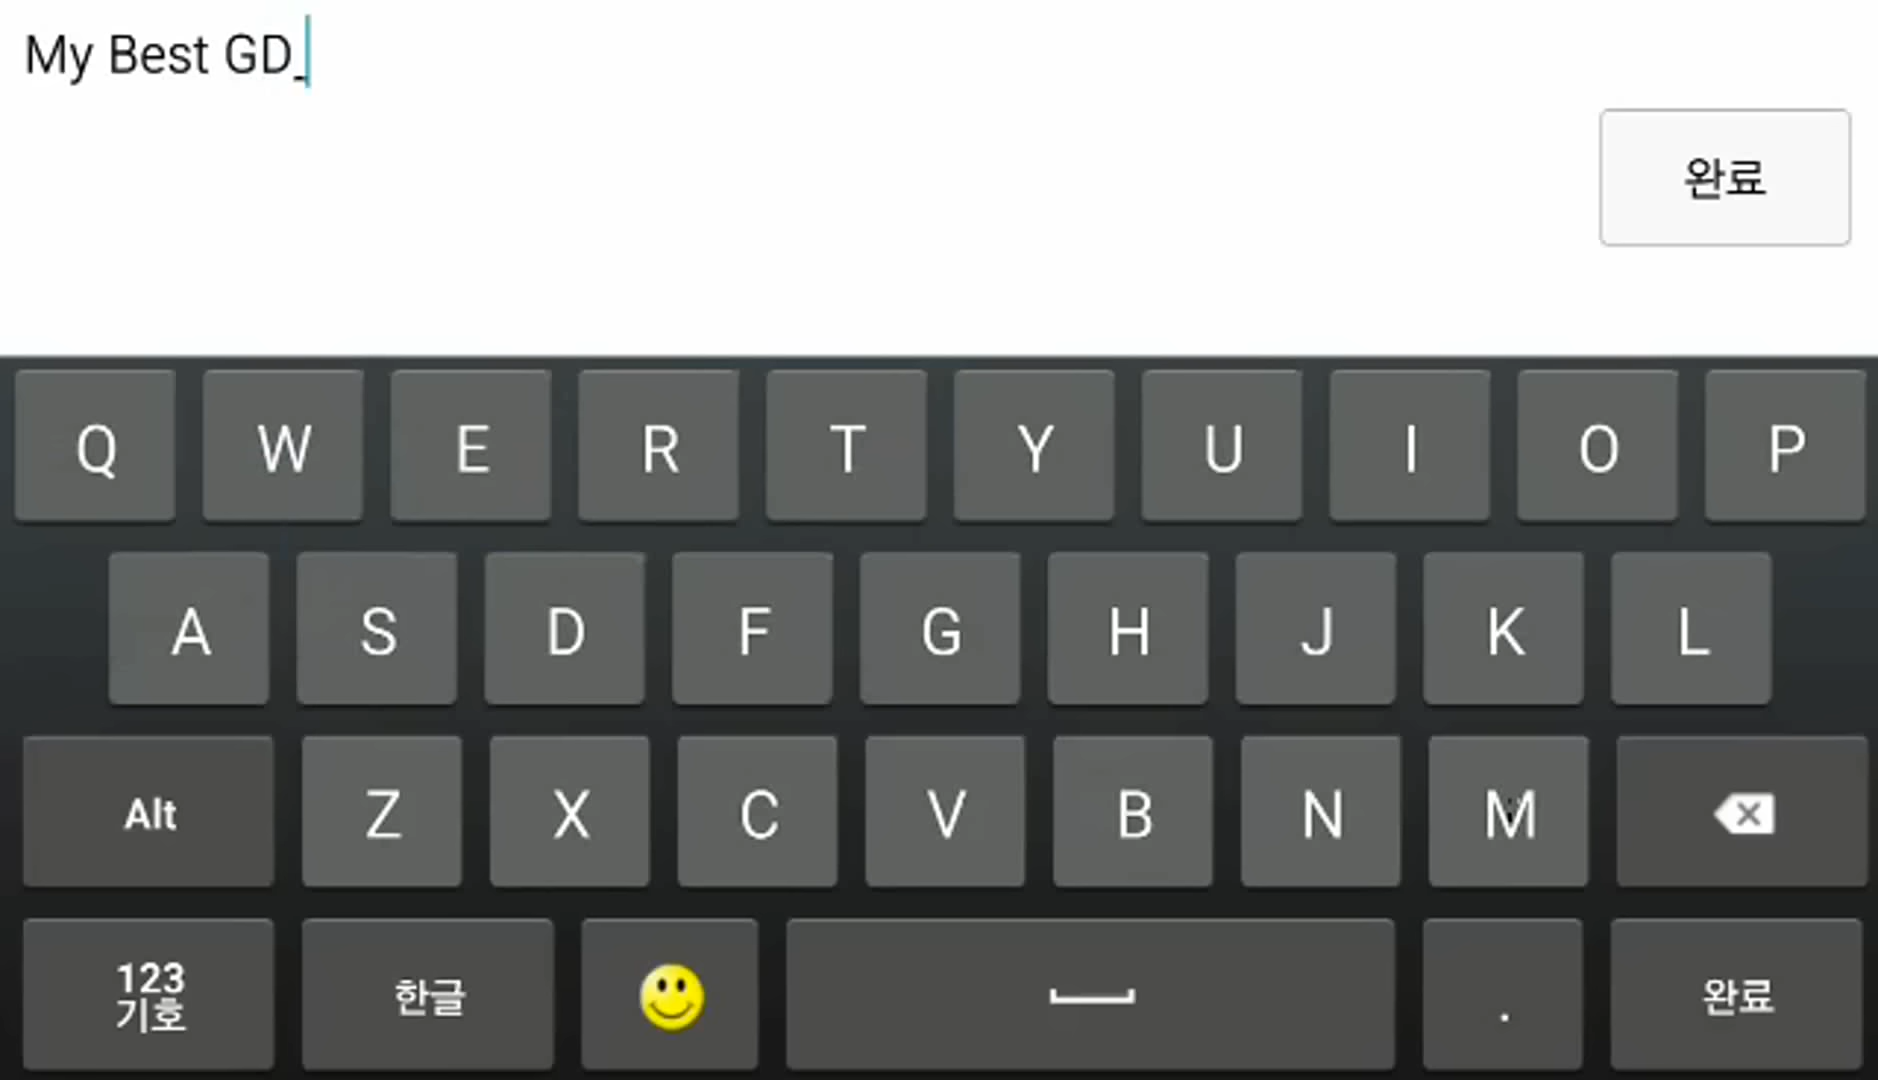 My Best GD
완료
Q W E R T Y U I O P
A S D F G H J K L
Alt Z X C V B N M
123
기호
한글
.
완료